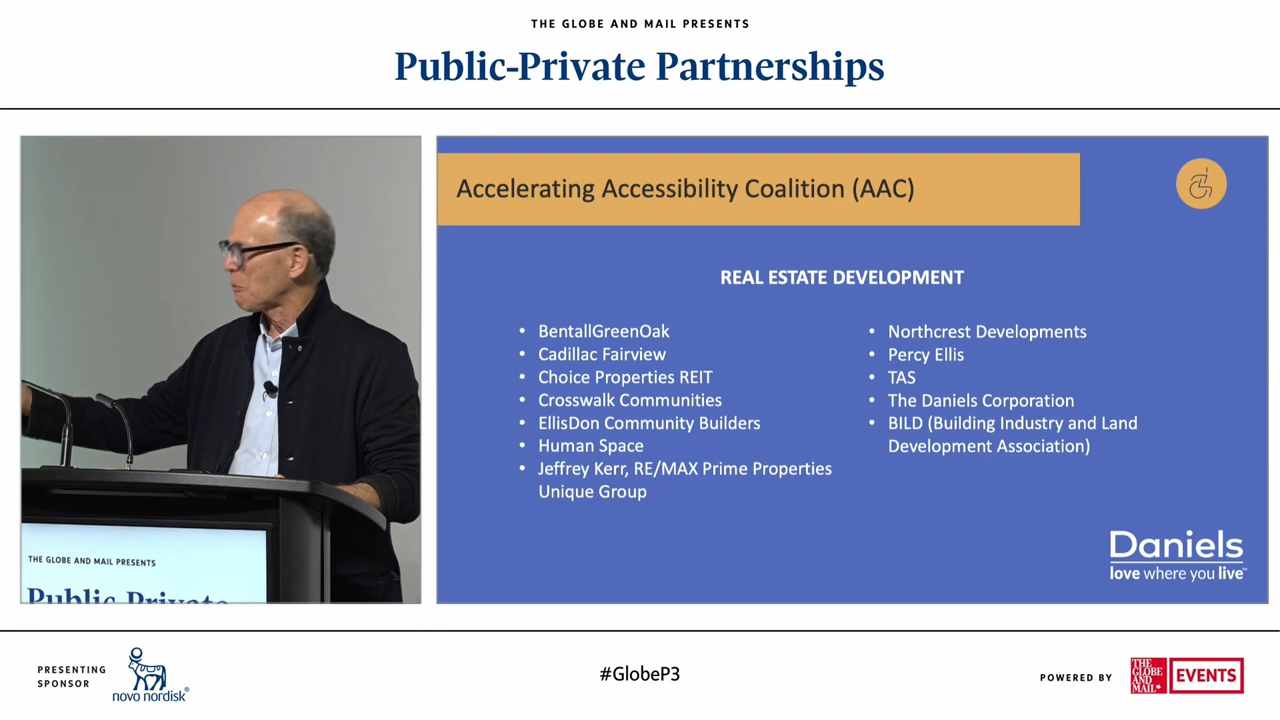 THE GLOBE AND MAIL PRESENTS
Public-Private Partnerships
THE GLOBE AND MAIL PRESENTS
Public-Private
Accelerating Accessibility Coalition (AAC)
REAL ESTATE DEVELOPMENT
• BentallGreenOak
• Cadillac Fairview
• Choice Properties REIT
• Crosswalk Communities
• EllisDon Community Builders
• Human Space
• Jeffrey Kerr, RE/MAX Prime Properties
Unique Group
• Northcrest Developments
• Percy Ellis
• TAS
• The Daniels Corporation
• BILD (Building Industry and Land
Development Association)
Daniels
love where you live™
PRESENTING
SPONSOR
novo nordisk®
#GlobeP3
POWERED BY
THE
GLOBE
AND
MAIL
EVENTS